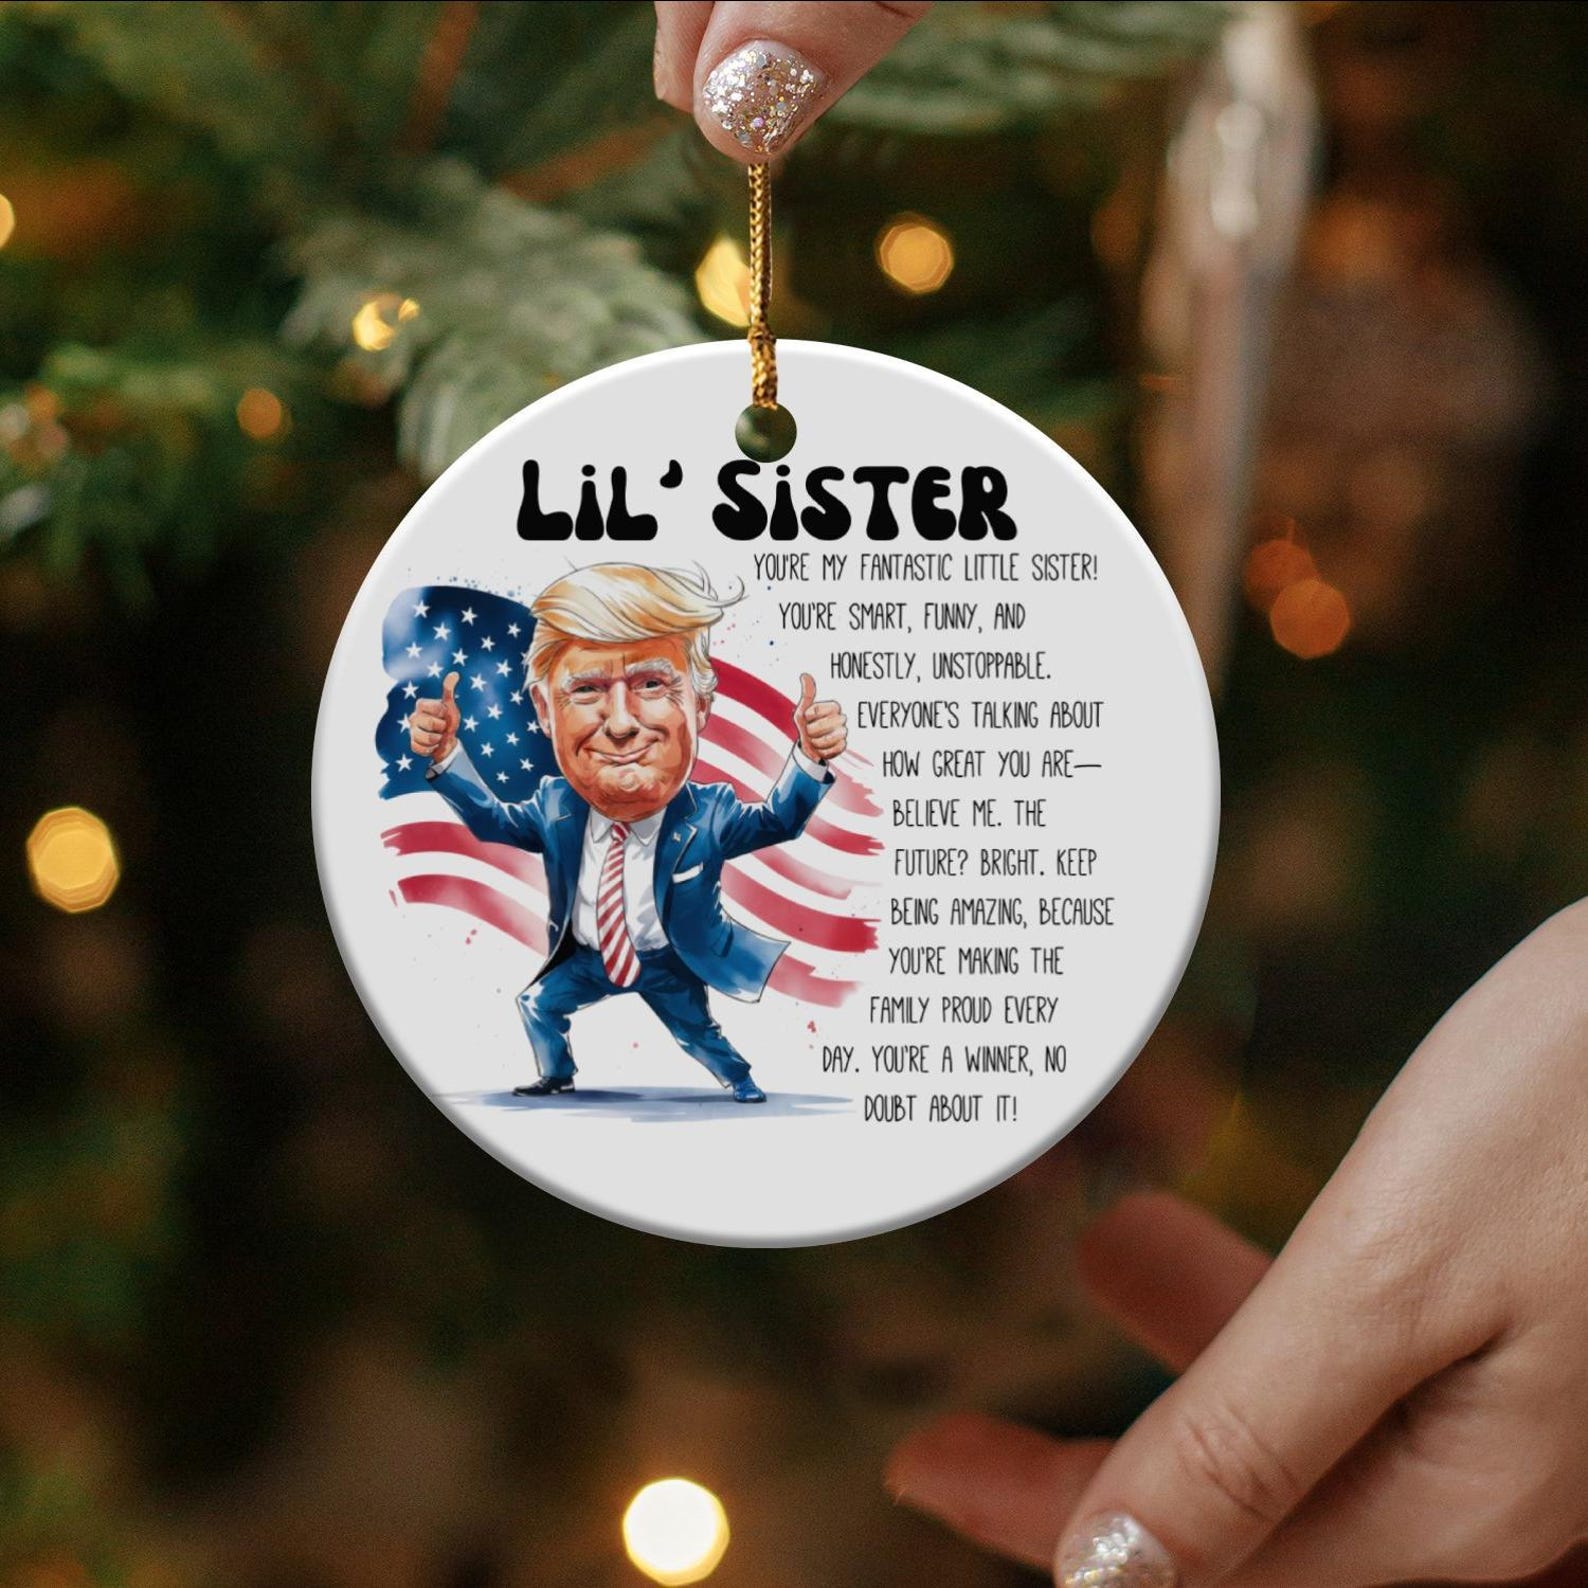 LiL' SiSTER
YOU'RE MY FANTASTIC LITTLE SISTER!
YOU'RE SMART, FUNNY, AND
HONESTLY, UNSTOPPABLE.
EVERYONE'S TALKING ABOUT
HOW GREAT YOU ARE—
BELIEVE ME. THE
FUTURE? BRIGHT. KEEP
BEING AMAZING, BECAUSE
YOU'RE MAKING THE
FAMILY PROUD EVERY
DAY. YOU'RE A WINNER, NO
DOUBT ABOUT IT!